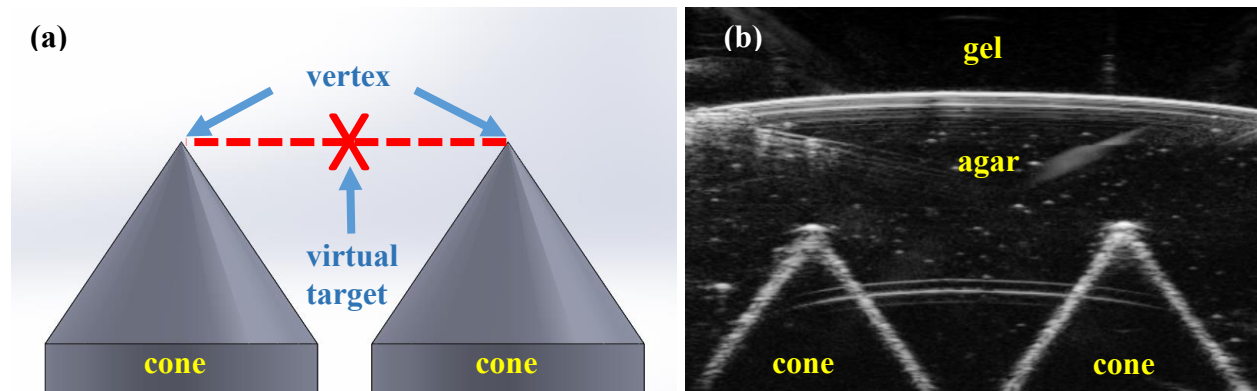 (a)
vertex
virtual
target
cone
cone
(b)
gel
agar
cone
cone